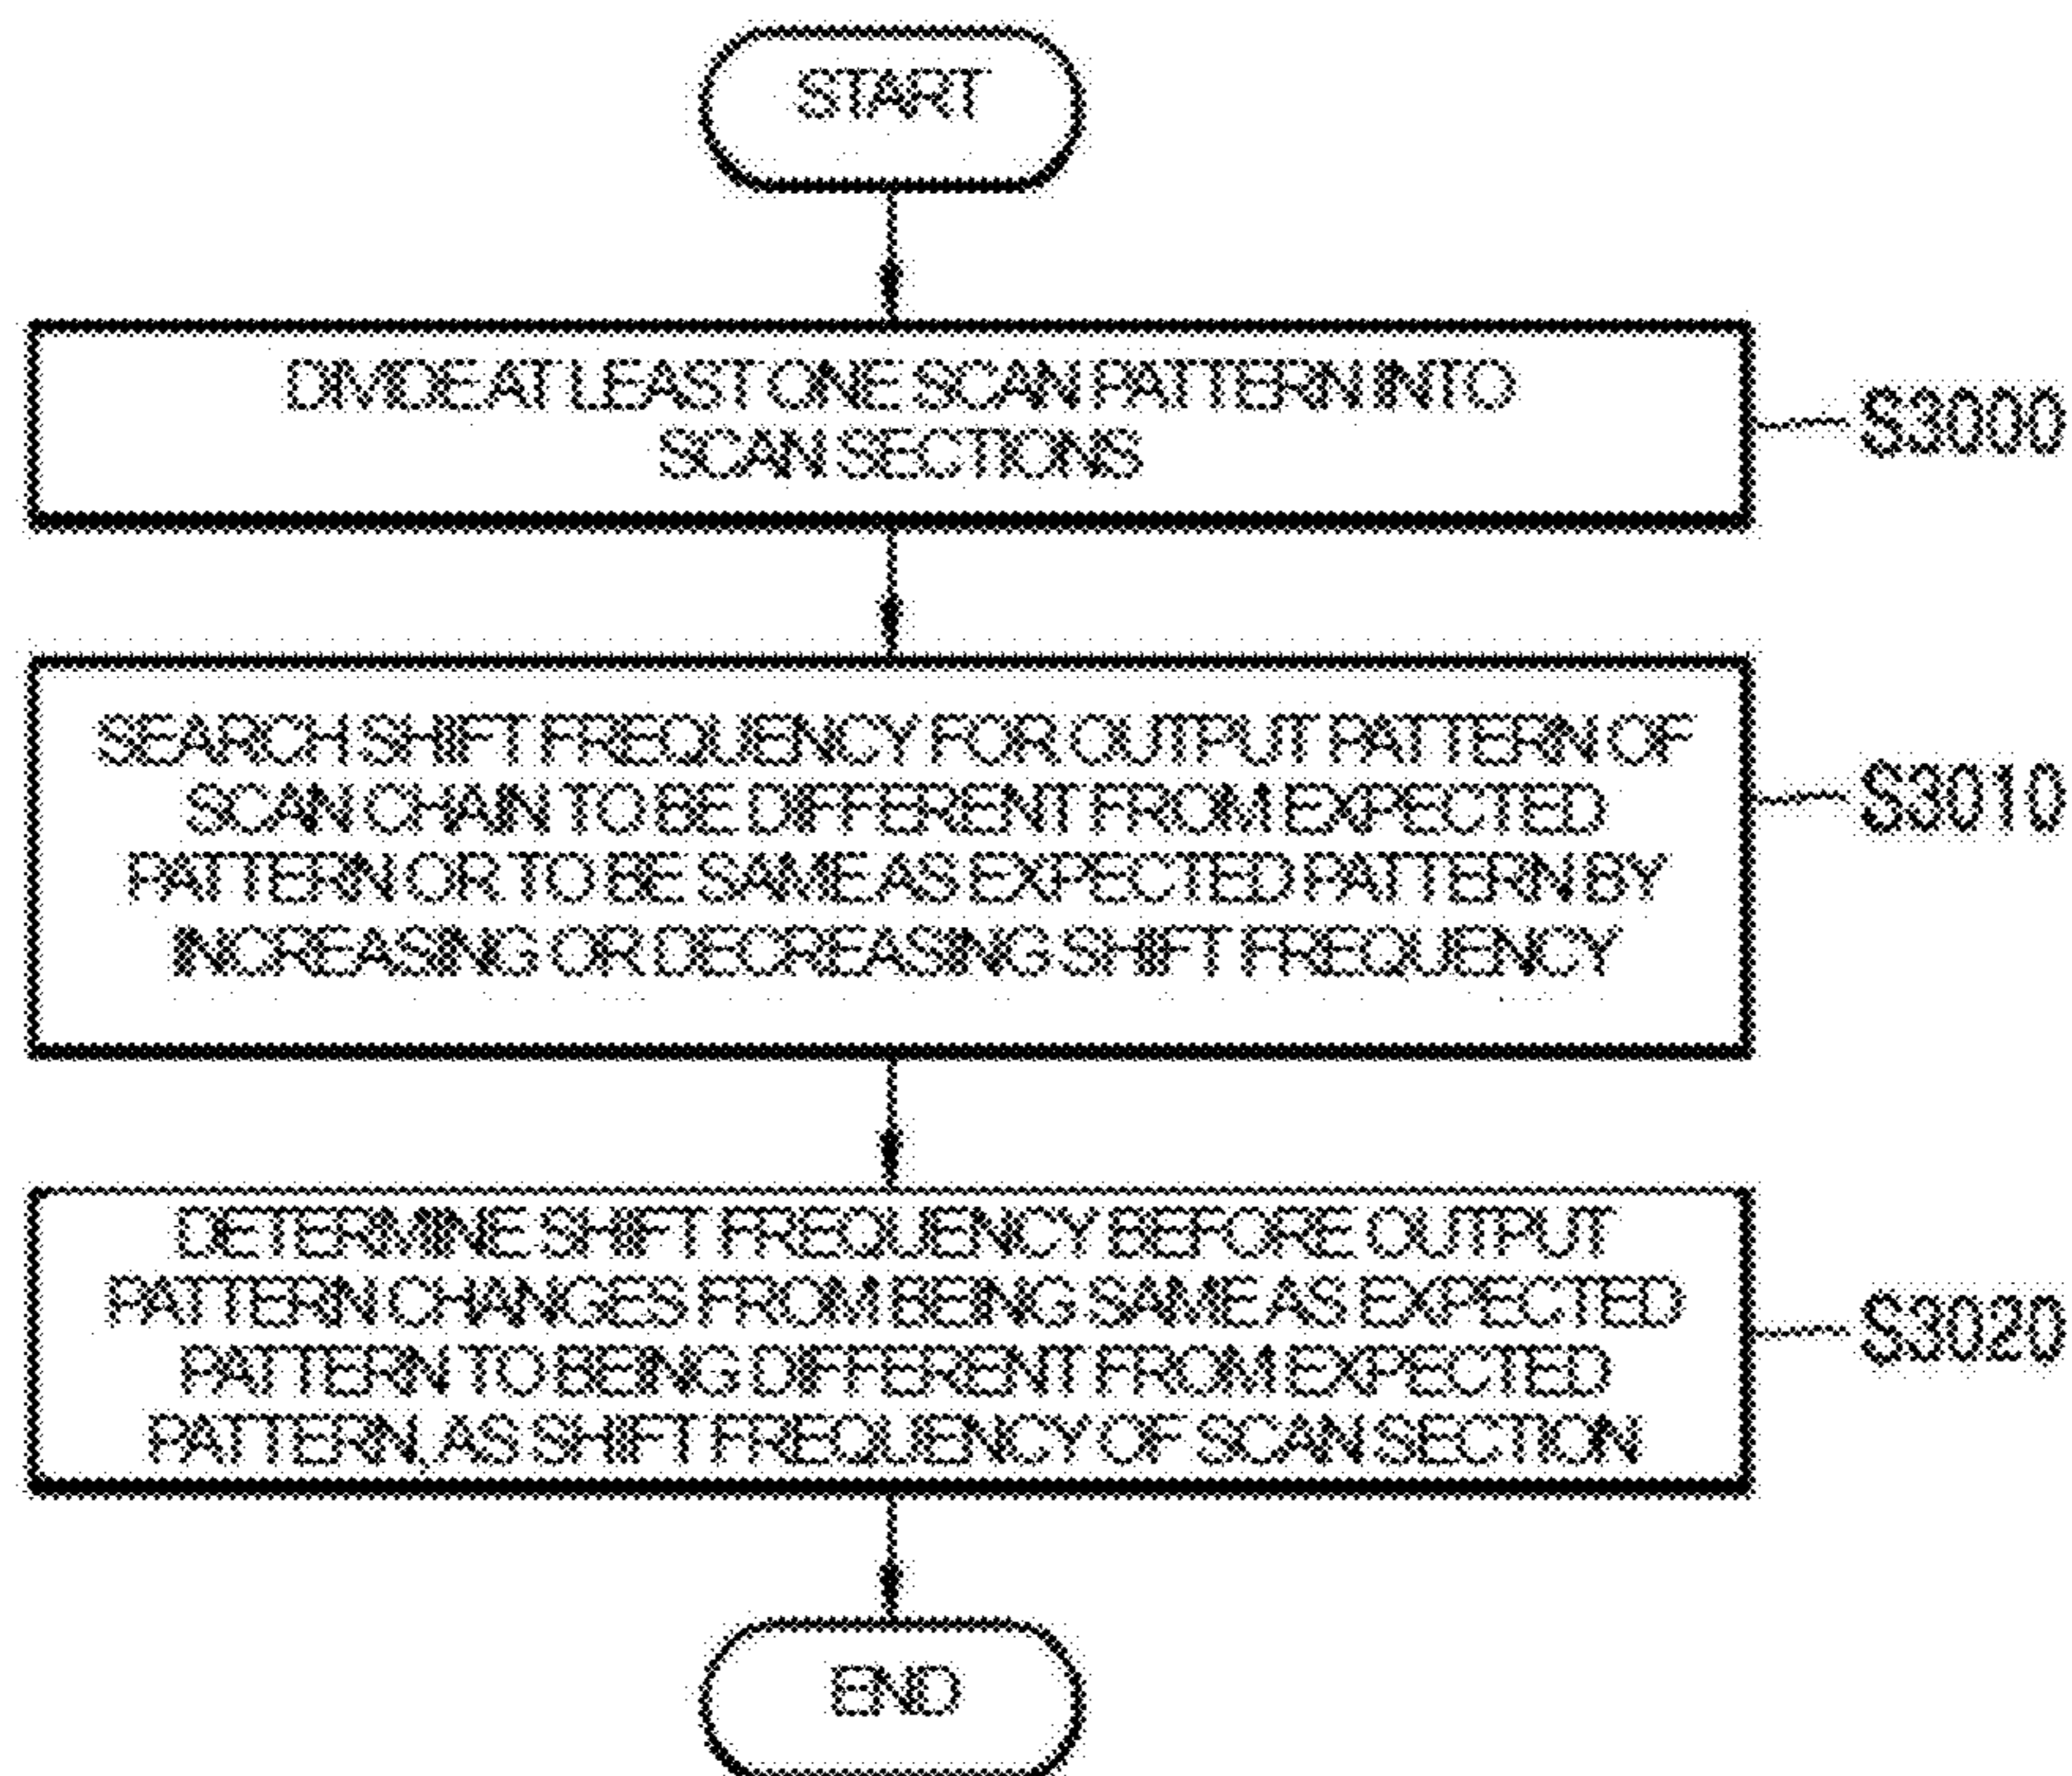 START
DIVIDE AT LEAST ONE SCAN PATTERN INTO
SCAN SECTIONS
S3000
SEARCH SHIFT FREQUENCY FOR OUTPUT PATTERN OF
SCAN CHAIN TO BE DIFFERENT FROM EXPECTED
PATTERN OR TO BE SAME AS EXPECTED PATTERN BY
INCREASING OR DECREASING SHIFT FREQUENCY
S3010
DETERMINE SHIFT FREQUENCY BEFORE OUTPUT
PATTERN CHANGES FROM BEING SAME AS EXPECTED
PATTERN TO BEING DIFFERENT FROM EXPECTED
PATTERN, AS SHIFT FREQUENCY OF SCAN SECTION
S3020
END